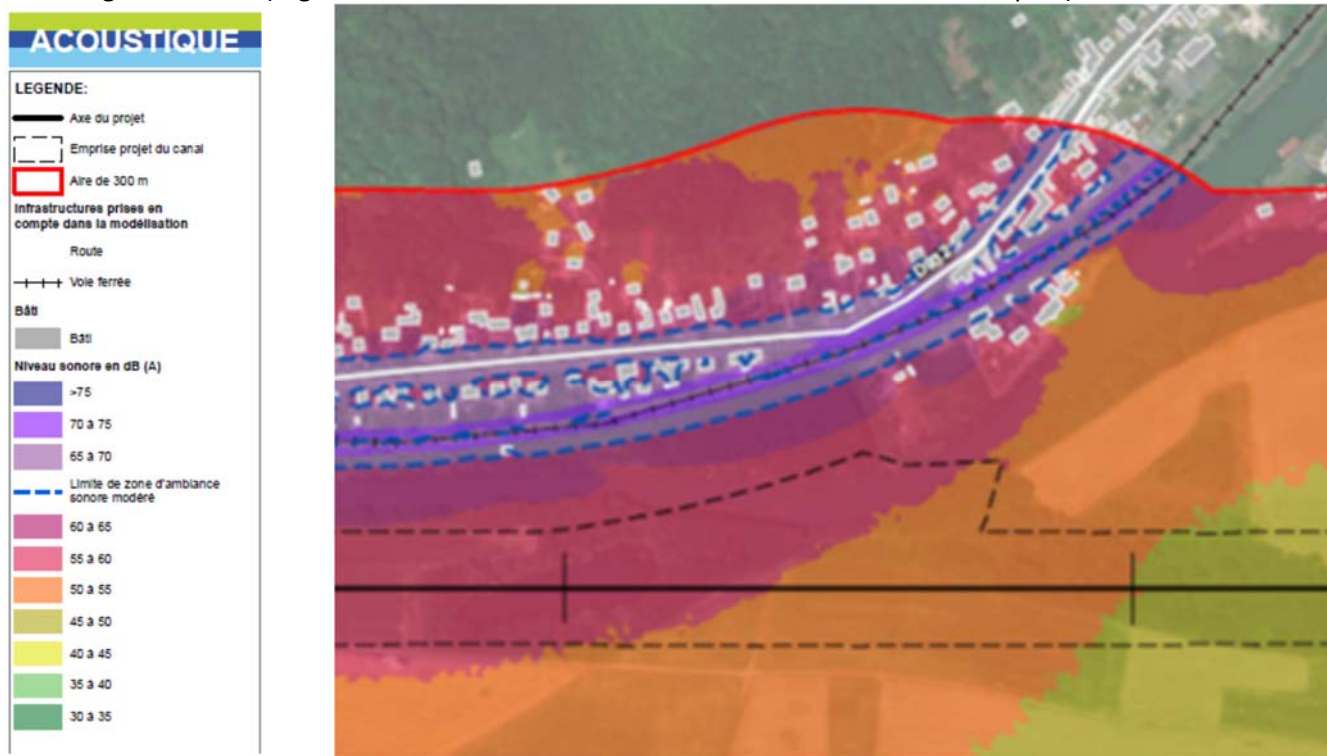 ACOUSTIQUE
LEGENDE:
Axe du projet
Emprise projet du canal
Aire de 300 m
Infrastructures prises en
compte dans la modélisation
Route
Voie ferrée
Bâti
Bâti
Niveau sonore en dB (A)
>75
70 à 75
65 à 70
Limite de zone d'ambiance
sonore modéré
60 à 65
55 à 60
50 à 55
45 à 50
40 à 45
35 à 40
30 à 35